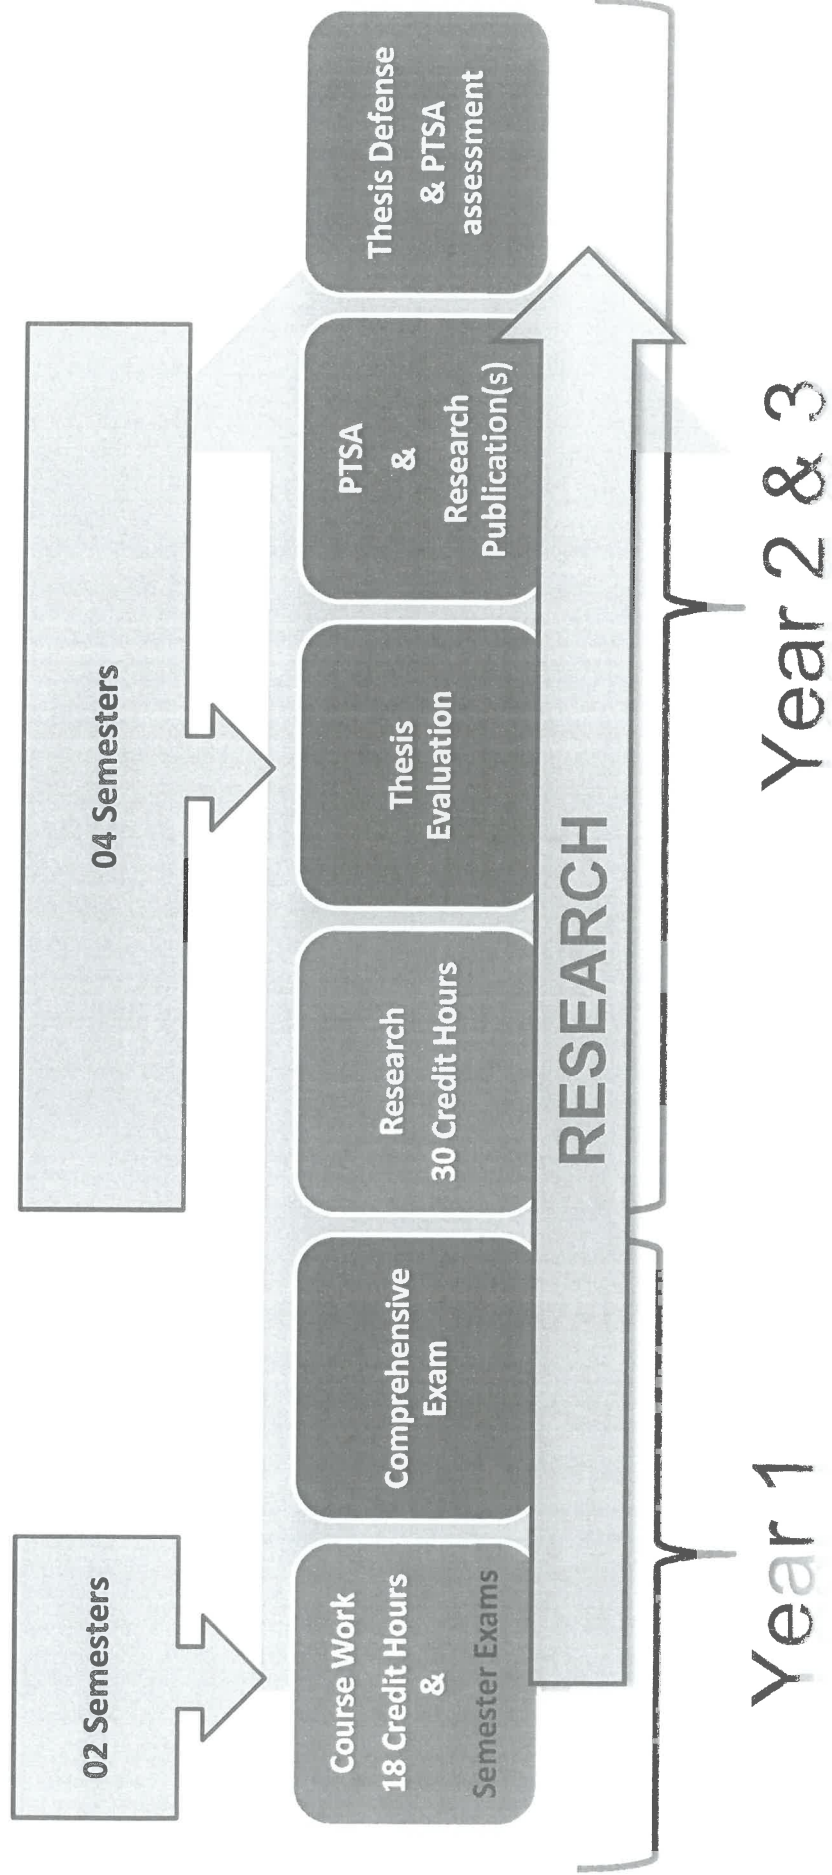 02 Semesters
04 Semesters
Course Work
18 Credit Hours
&
Semester Exams
Comprehensive
Exam
Research
30 Credit Hours
Thesis
Evaluation
PTSA
&
Research
Publication(s)
Thesis Defense
& PTSA
assessment
RESEARCH
Year 1
Year 2 & 3